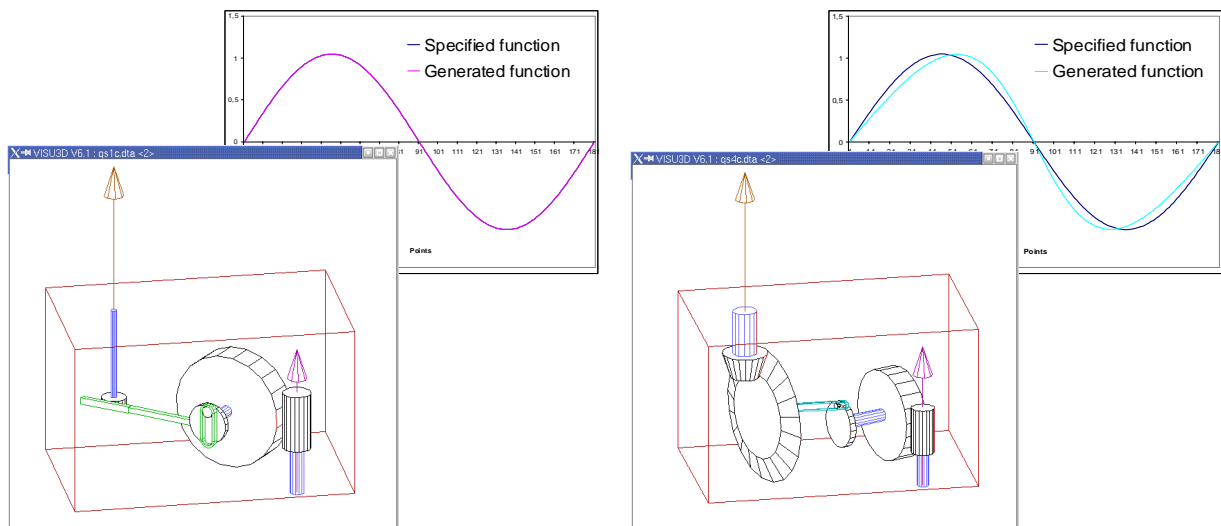 1,5
Specified function
Generated function
1
0,5
0
91 101 111 121 131 141 151 161 171
Points
VISU3D V6.1 : qs1c.dta <2>
1,5
Specified function
Generated function
1
0,5
0
91 101 111 121 131 141 151 161 171
Points
VISU3D V6.1 : qs4c.dta <2>